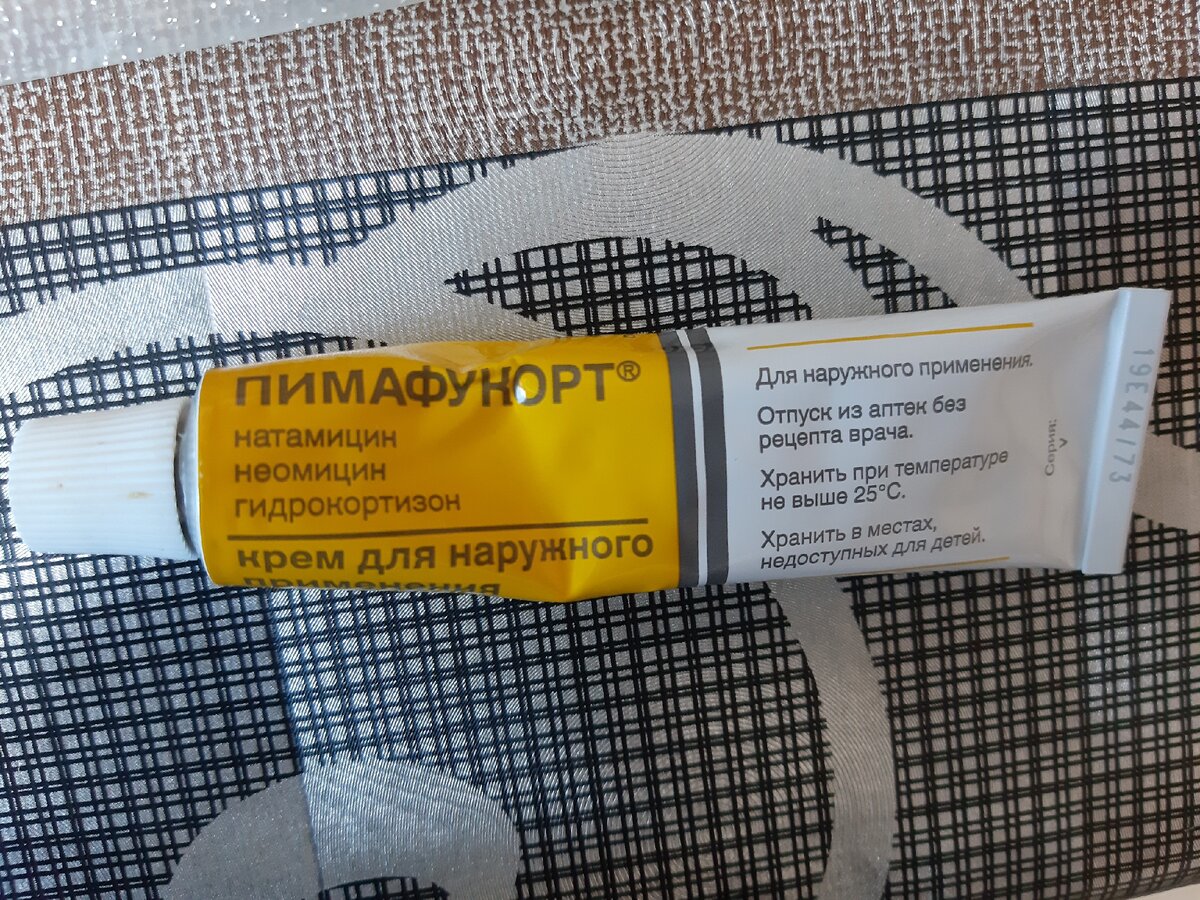 ПИМАФУКОРТ®
натамицин
неомицин
гидрокортизон
крем для наружного
применения
Для наружного применения.
Отпуск из аптек без
рецепта врача.
Хранить при температуре
не выше 25°C.
Хранить в местах,
недоступных для детей.
Серия:
19E44/73